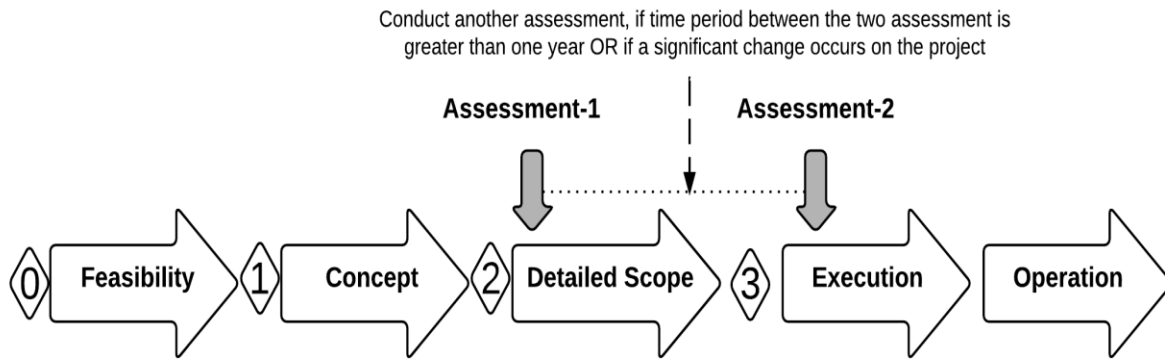 Conduct another assessment, if time period between the two assessment is
greater than one year OR if a significant change occurs on the project
Assessment-1
Assessment-2
0
Feasibility
1
Concept
2
Detailed Scope
3
Execution
Operation